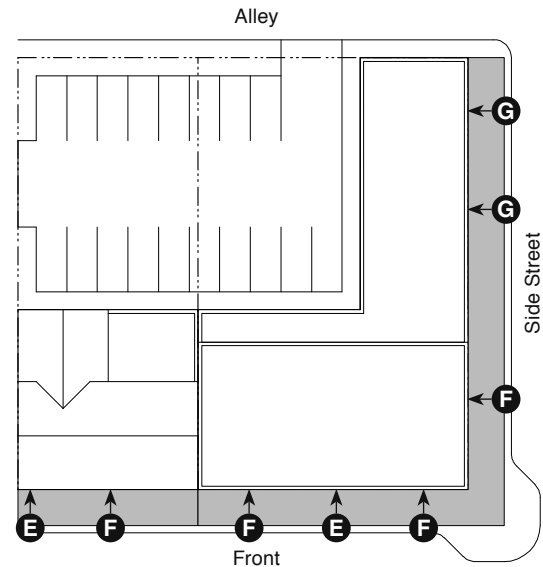 Alley
G
G
Side Street
F
E F F E F
Front